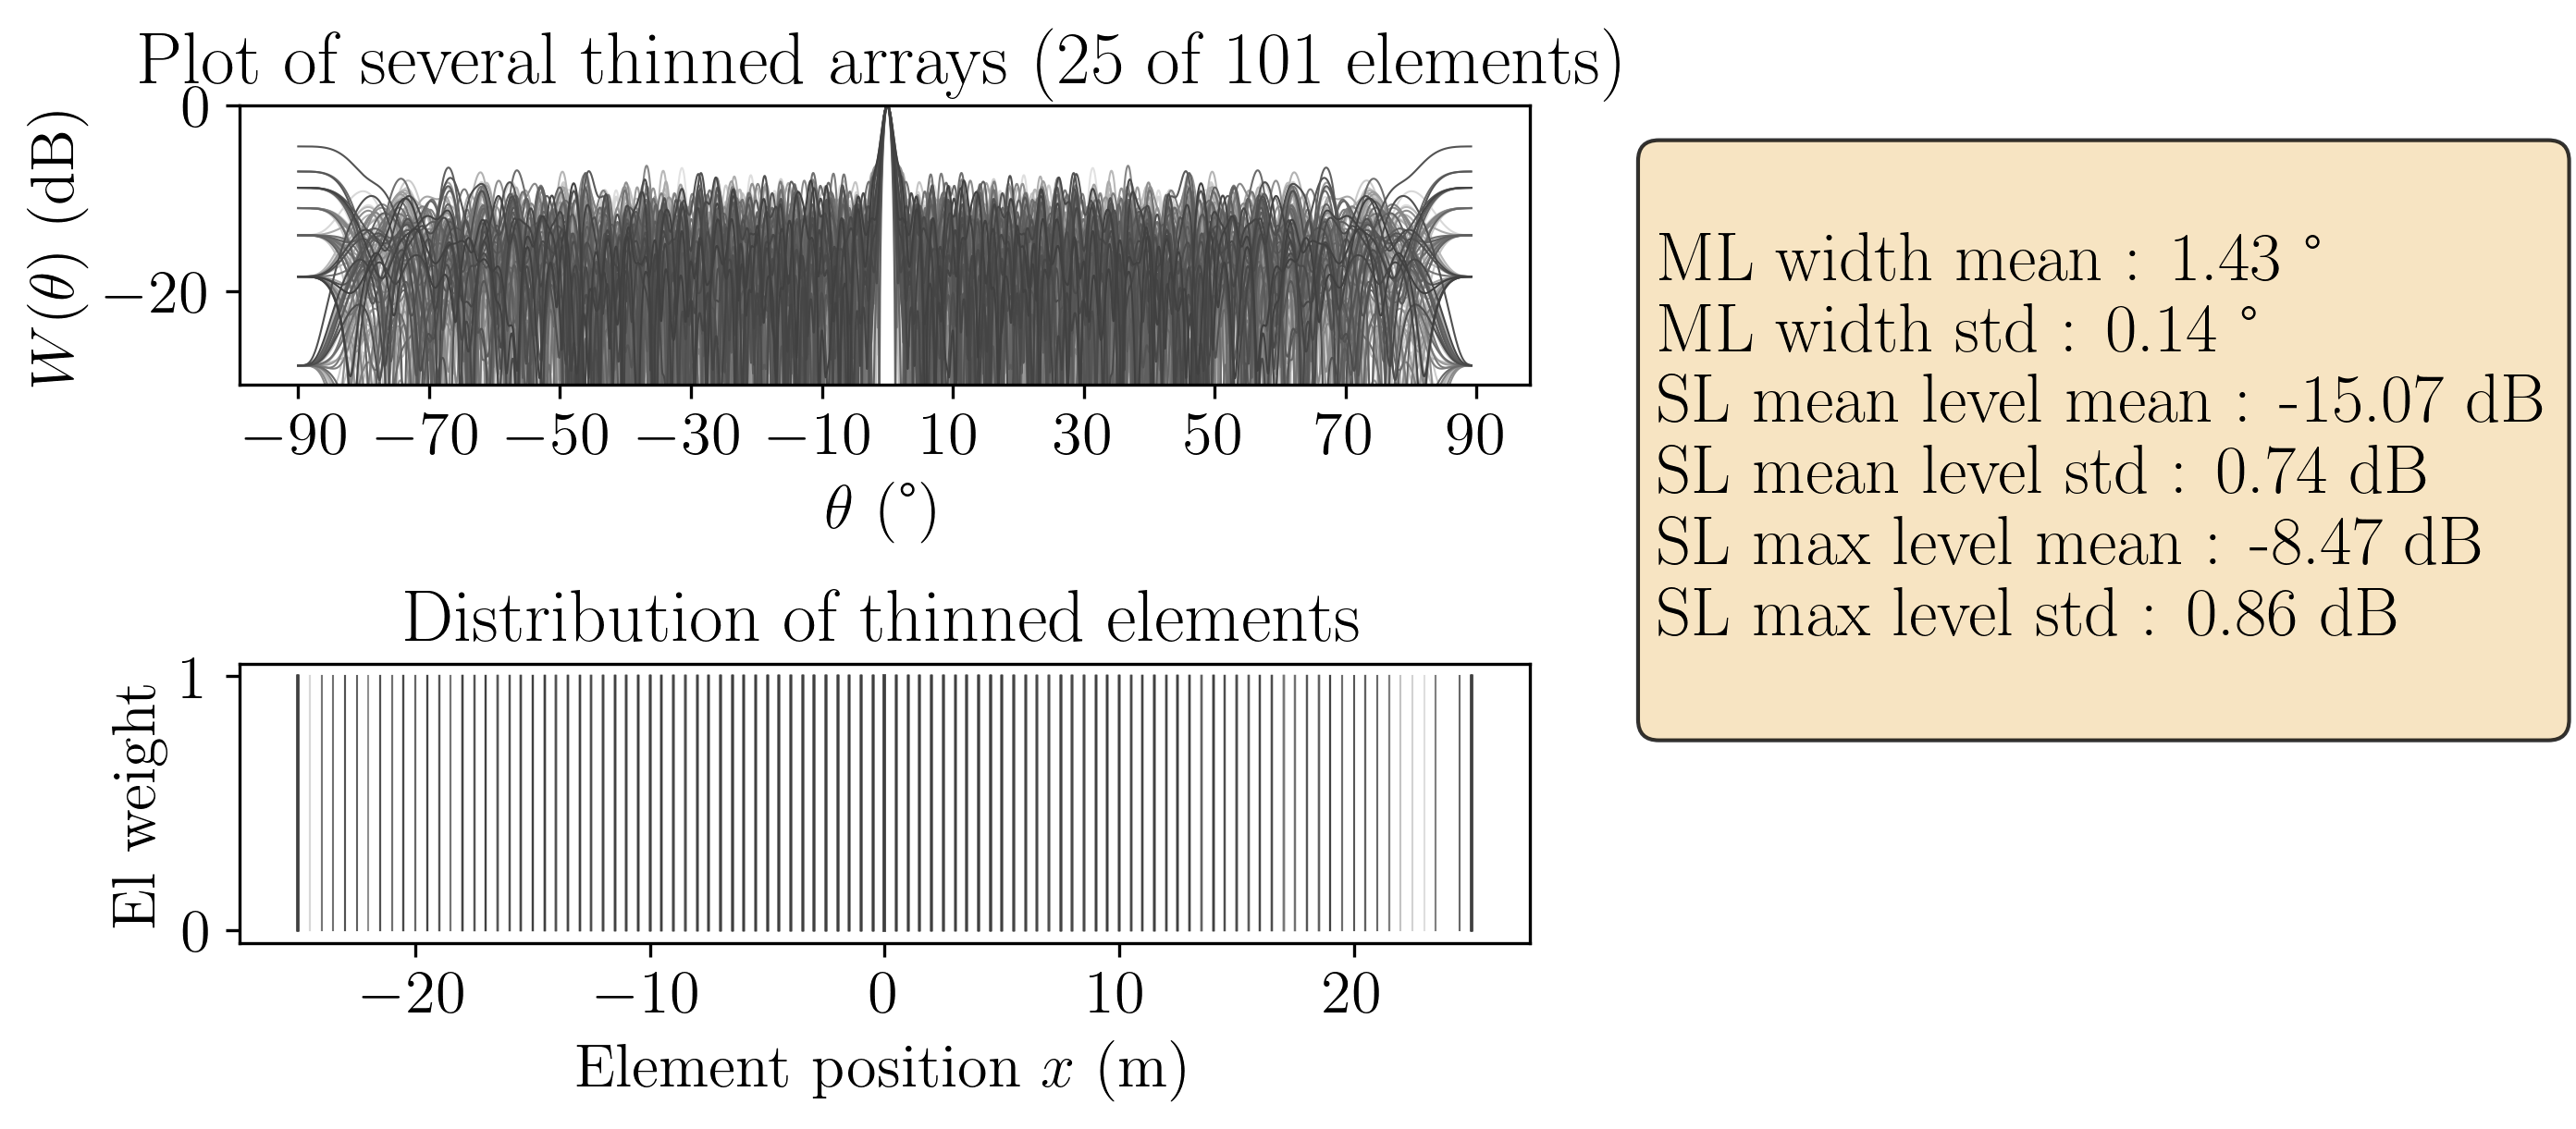 Plot of several thinned arrays (25 of 101 elements)
W(θ) (dB)
0
−20
−90 −70 −50 −30 −10 10 30 50 70 90
θ (°)
ML width mean : 1.43 °
ML width std : 0.14 °
SL mean level mean : -15.07 dB
SL mean level std : 0.74 dB
SL max level mean : -8.47 dB
SL max level std : 0.86 dB
Distribution of thinned elements
El weight
1
0
−20 −10 0 10 20
Element position x (m)